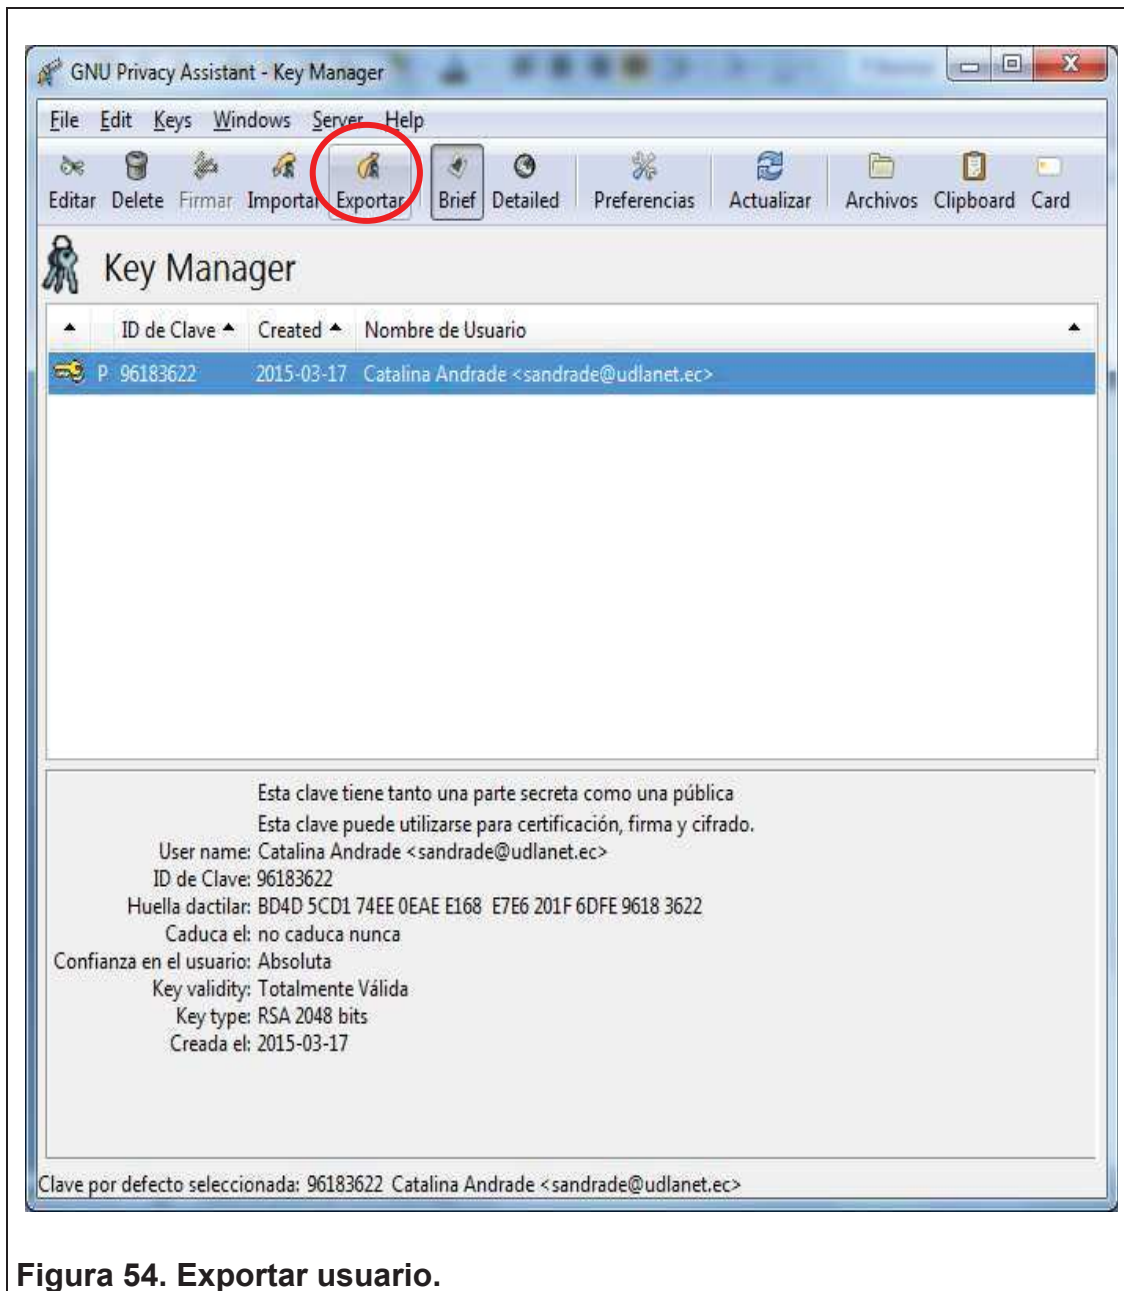 GNU Privacy Assistant - Key Manager
File Edit Keys Windows Server Help
Editar Delete Firmar Importar Exportar Brief Detailed Preferencias Actualizar Archivos Clipboard Card
Key Manager
ID de Clave Created Nombre de Usuario
P 96183622 2015-03-17 Catalina Andrade <sandrade@udlanet.ec>
Esta clave tiene tanto una parte secreta como una pública
Esta clave puede utilizarse para certificación, firma y cifrado.
User name: Catalina Andrade <sandrade@udlanet.ec>
ID de Clave: 96183622
Huella dactilar: BD4D 5CD1 74EE 0EAE E168 E7E6 201F 6DFE 9618 3622
Caduca el: no caduca nunca
Confianza en el usuario: Absoluta
Key validity: Totalmente Válida
Key type: RSA 2048 bits
Creada el: 2015-03-17
Clave por defecto seleccionada: 96183622 Catalina Andrade <sandrade@udlanet.ec>
Figura 54. Exportar usuario.